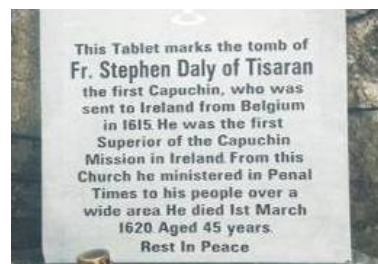 This Tablet marks the tomb of
Fr. Stephen Daly of Tisaran
the first Capuchin, who was
sent to Ireland from Belgium
in 1615. He was the first
Superior of the Capuchin
Mission in Ireland. From this
Church he ministered in Penal
Times to his people over a
wide area. He died 1st March
1620. Aged 45 years.
Rest In Peace